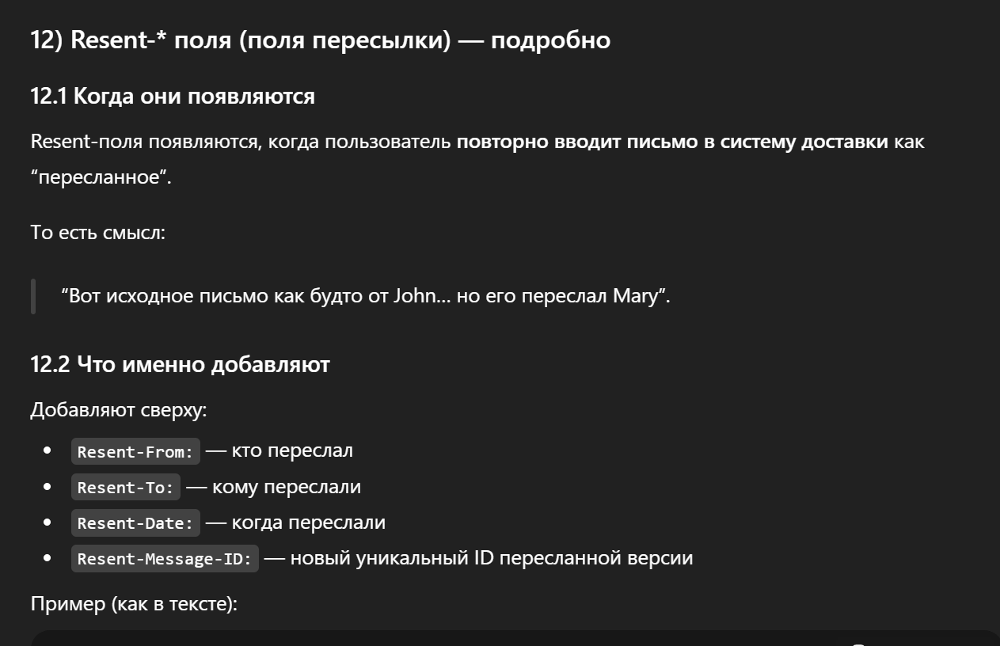 12) Resent-* поля (поля пересылки) — подробно
12.1 Когда они появляются
Resent-поля появляются, когда пользователь повторно вводит письмо в систему доставки как
“пересланное”.
То есть смысл:
“Вот исходное письмо как будто от John… но его переслал Mary”.
12.2 Что именно добавляют
Добавляют сверху:
• Resent-From: — кто переслал
• Resent-To: — кому переслали
• Resent-Date: — когда переслали
• Resent-Message-ID: — новый уникальный ID пересланной версии
Пример (как в тексте):